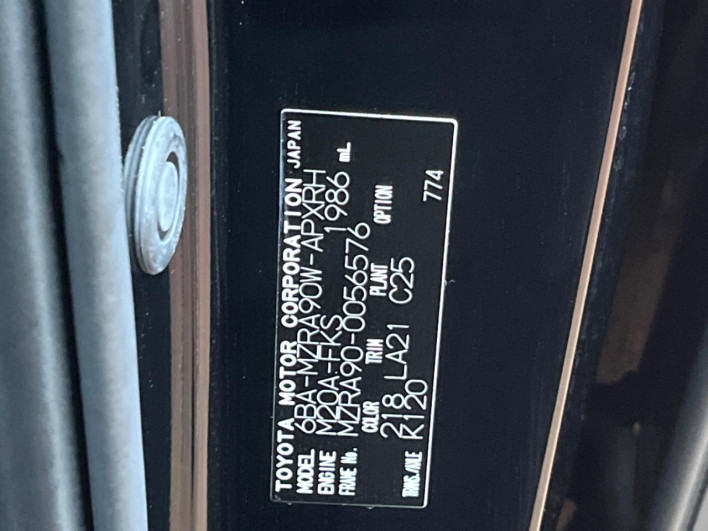 TOYOTA MOTOR CORPORATION JAPAN
MODEL 6BA-MZRA90W-APXRH
ENGINE M20A-FKS 1986 mL
FRAME No. MZRA90-0056576
COLOR TRIM PLANT OPTION
218 LA21 C25
TRANS./AXLE K120 774